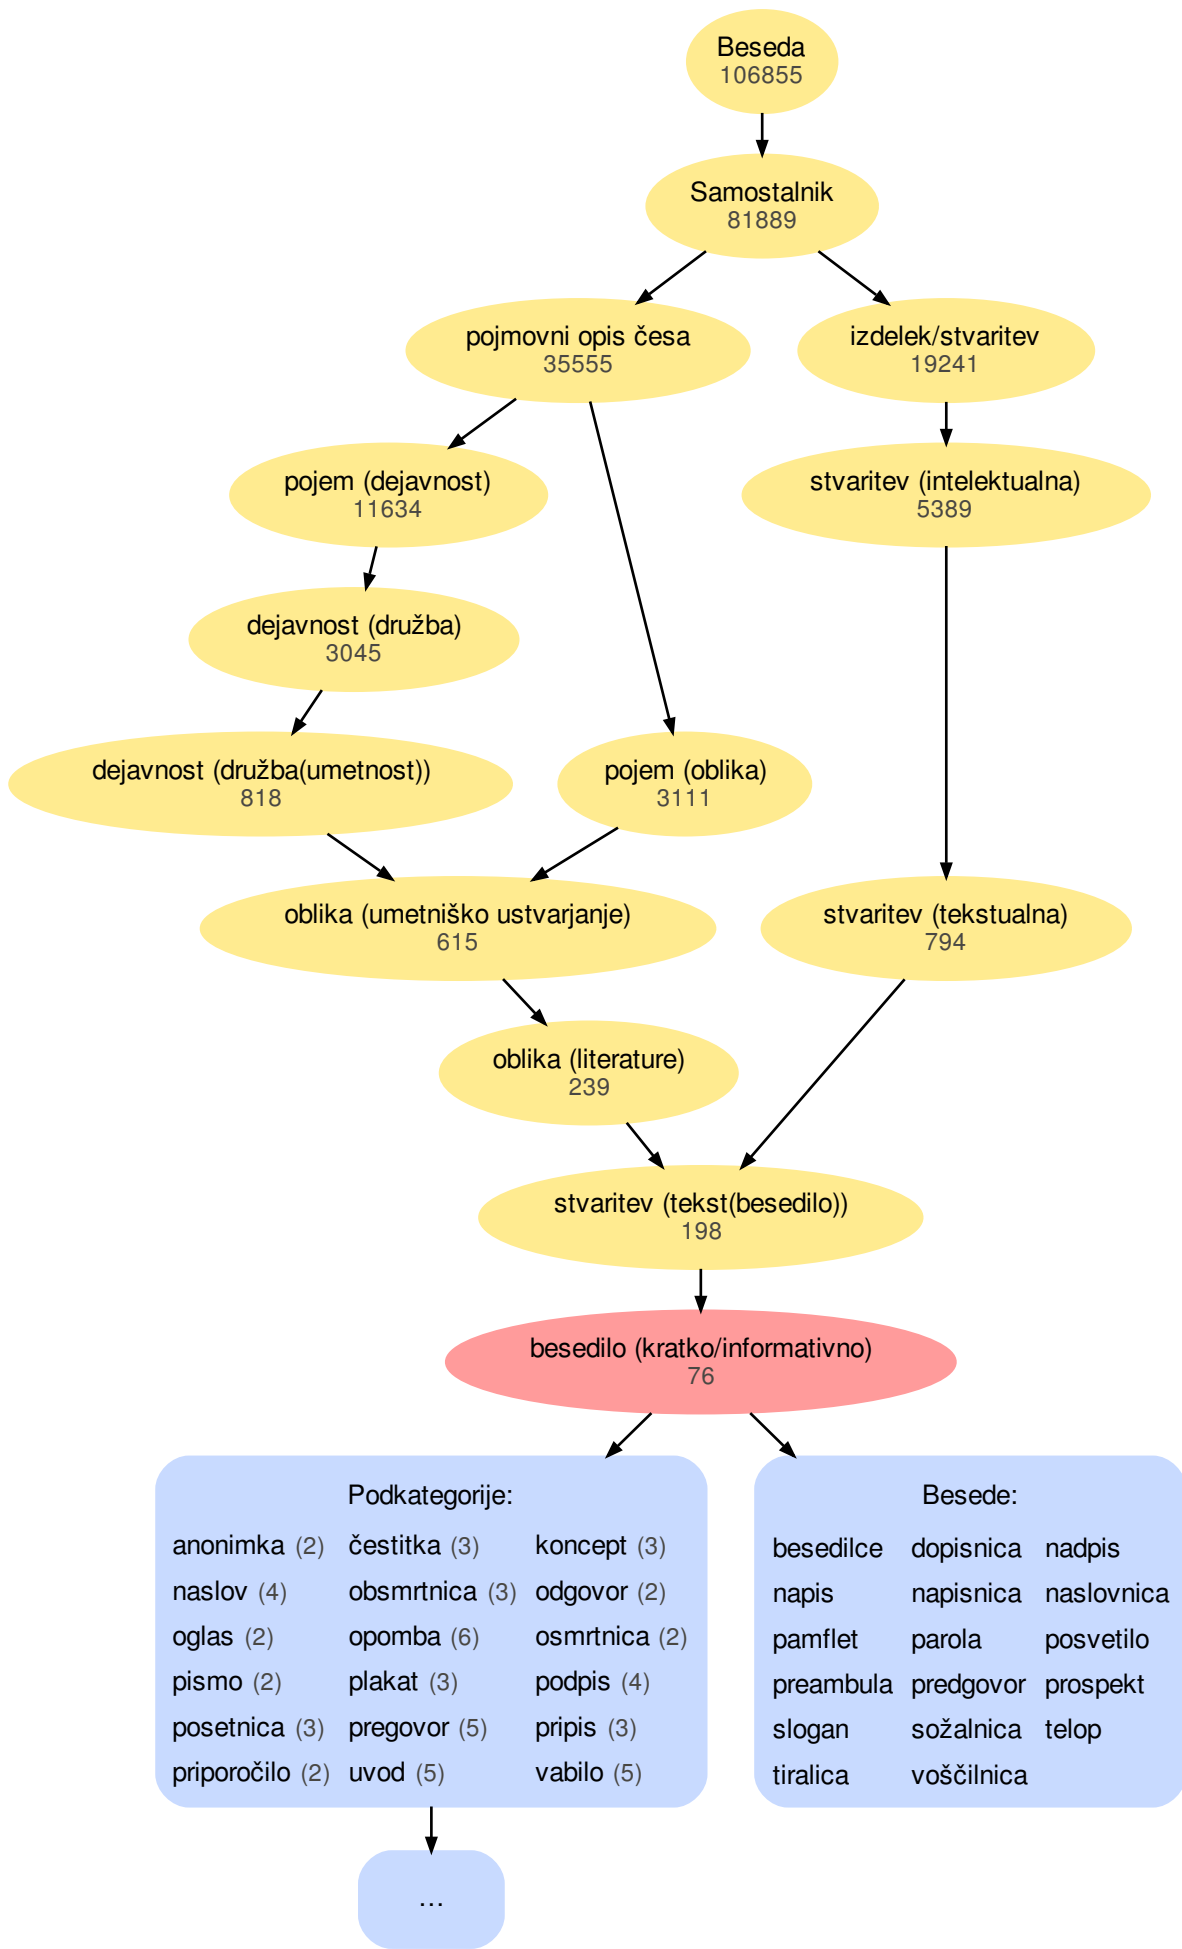 Beseda
106855
Samostalnik
81889
pojmovni opis česa
35555
izdelek/stvaritev
19241
pojem (dejavnost)
11634
stvaritev (intelektualna)
5389
dejavnost (družba)
3045
dejavnost (družba(umetnost))
818
pojem (oblika)
3111
oblika (umetniško ustvarjanje)
615
stvaritev (tekstualna)
794
oblika (literature)
239
stvaritev (tekst(besedilo))
198
besedilo (kratko/informativno)
76
Podkategorije:
anonimka (2) čestitka (3) koncept (3)
naslov (4) obsmrtnica (3) odgovor (2)
oglas (2) opomba (6) osmrtnica (2)
pismo (2) plakat (3) podpis (4)
posetnica (3) pregovor (5) pripis (3)
priporočilo (2) uvod (5) vabilo (5)
Besede:
besedilce dopisnica nadpis
napis napisnica naslovnica
pamflet parola posvetilo
preambula predgovor prospekt
slogan sožalnica telop
tiralica voščilnica
...